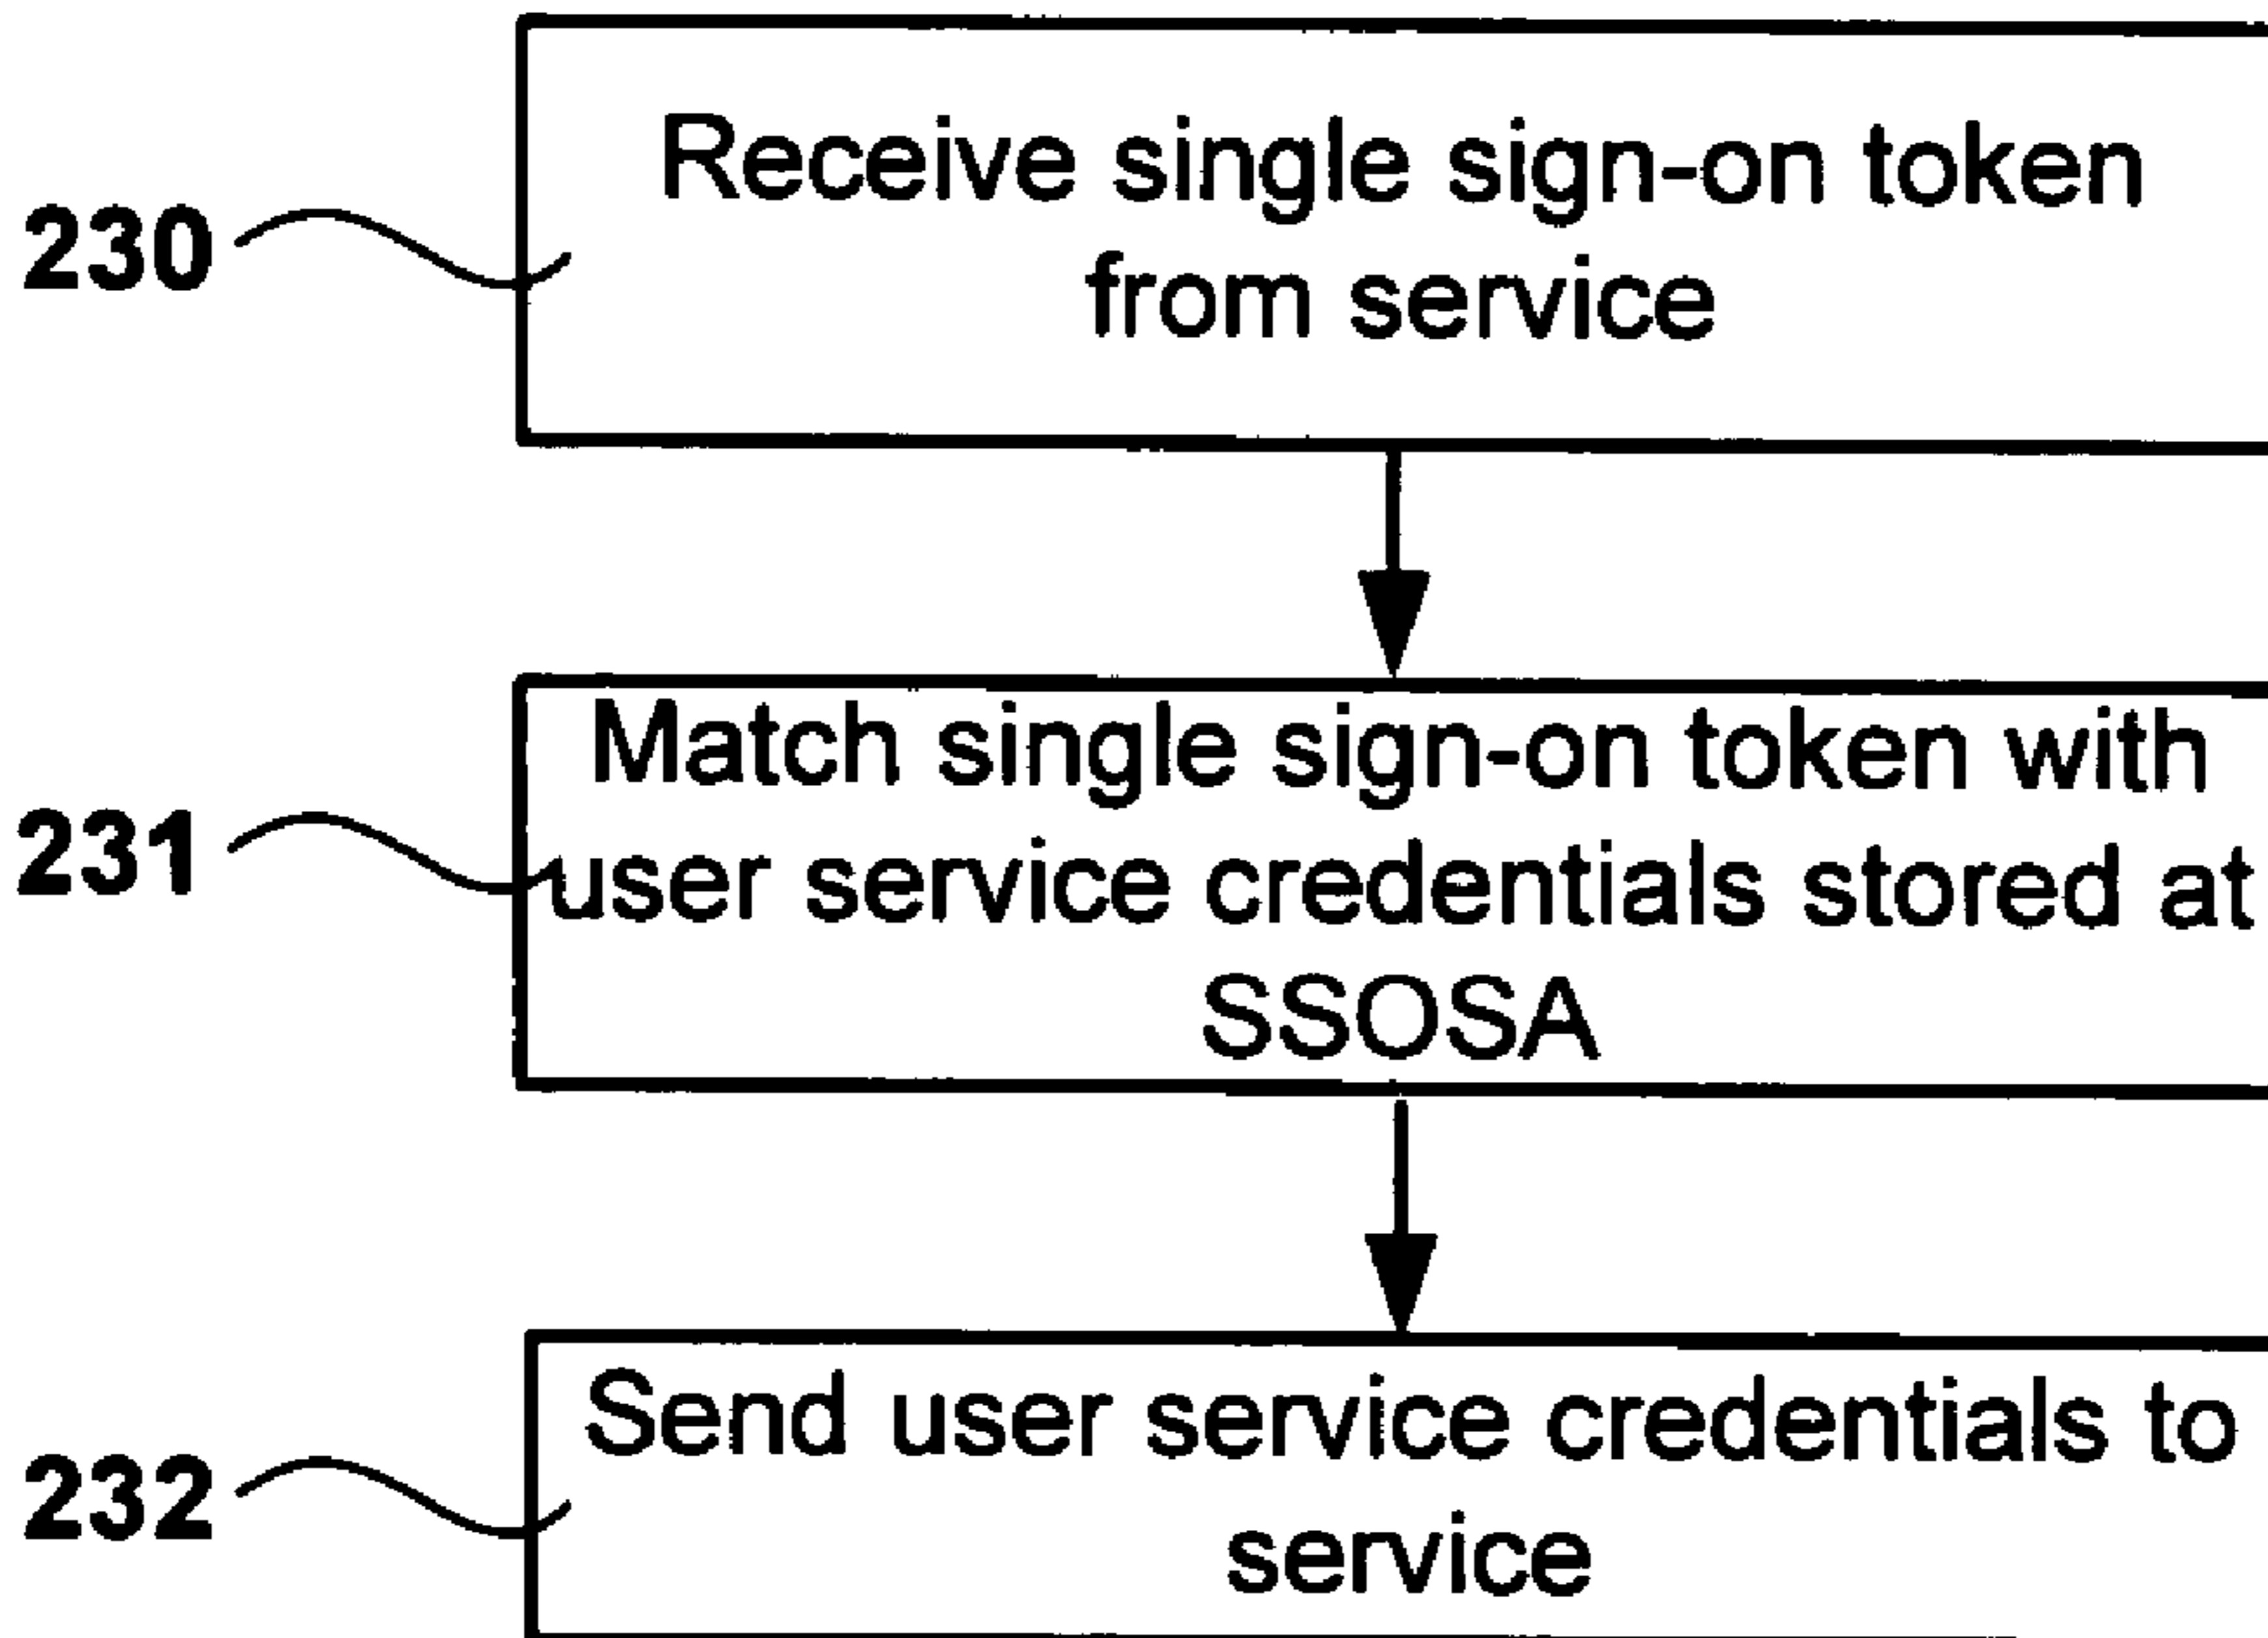 230
Receive single sign-on token
from service
231
Match single sign-on token with
user service credentials stored at
SSOSA
232
Send user service credentials to
service